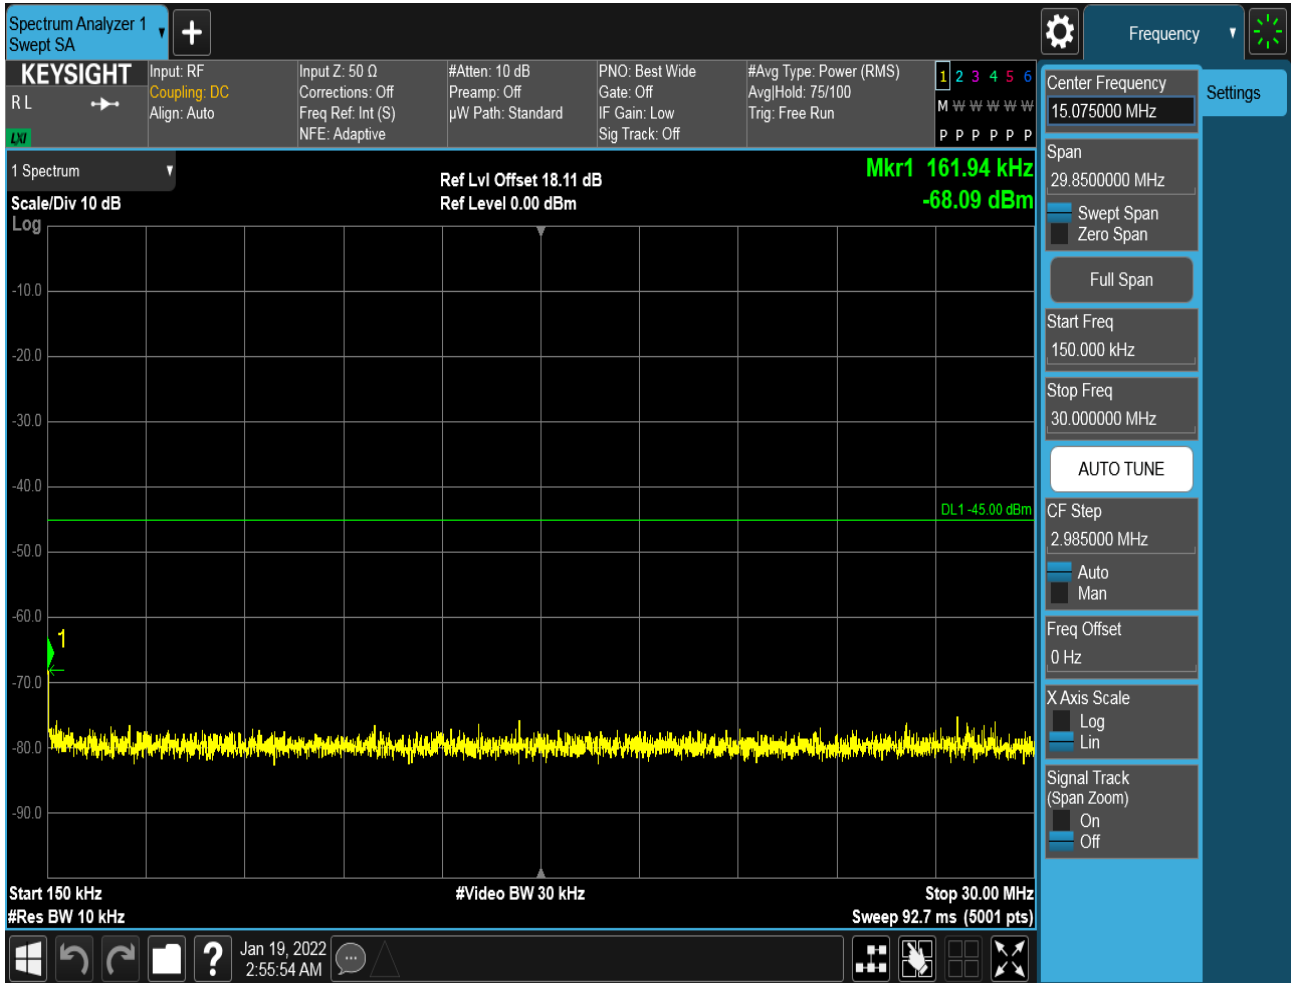 Spectrum Analyzer 1
Swept SA
Frequency
KEYSIGHT
R L
LXI
Input: RF
Coupling: DC
Align: Auto
Input Z: 50 Ω
Corrections: Off
Freq Ref: Int (S)
NFE: Adaptive
#Atten: 10 dB
Preamp: Off
µW Path: Standard
PNO: Best Wide
Gate: Off
IF Gain: Low
Sig Track: Off
#Avg Type: Power (RMS)
Avg|Hold: 75/100
Trig: Free Run
1 2 3 4 5 6
M W W W W W
P P P P P P
1 Spectrum
Scale/Div 10 dB
Log
Ref Lvl Offset 18.11 dB
Ref Level 0.00 dBm
Mkr1 161.94 kHz
-68.09 dBm
-10.0
-20.0
-30.0
-40.0
DL1 -45.00 dBm
-50.0
-60.0
1
-70.0
-80.0
-90.0
Start 150 kHz
#Res BW 10 kHz
#Video BW 30 kHz
Stop 30.00 MHz
Sweep 92.7 ms (5001 pts)
Center Frequency
15.075000 MHz
Settings
Span
29.8500000 MHz
Swept Span
Zero Span
Full Span
Start Freq
150.000 kHz
Stop Freq
30.000000 MHz
AUTO TUNE
CF Step
2.985000 MHz
Auto
Man
Freq Offset
0 Hz
X Axis Scale
Log
Lin
Signal Track
(Span Zoom)
On
Off
?
Jan 19, 2022
2:55:54 AM